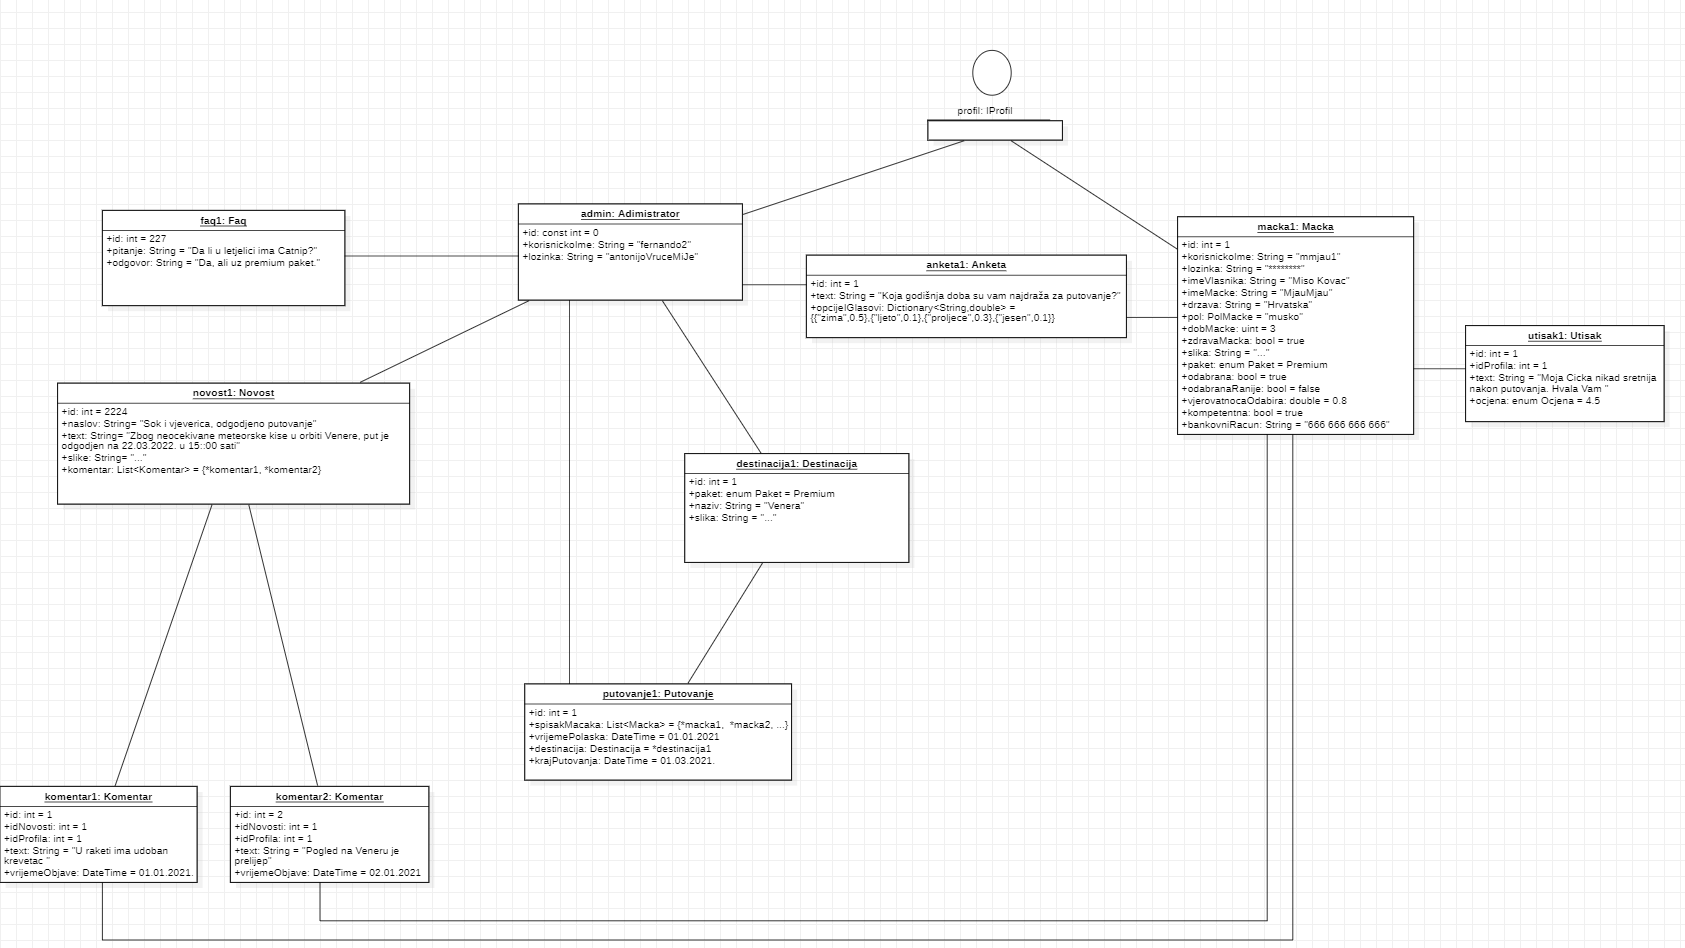 profil: IProfil
faq1: Faq
+id: int = 227
+pitanje: String = "Da li u letjelici ima Catnip?"
+odgovor: String = "Da, ali uz premium paket."
admin: Adimistrator
+id: const int = 0
+korisnickoIme: String = "fernando2"
+lozinka: String = "antonijoVruceMiJe"
anketa1: Anketa
+id: int = 1
+text: String = "Koja godišnja doba su vam najdraža za putovanje?"
+opcijeIGlasovi: Dictionary<String,double> =
{{"zima",0.5},{"ljeto",0.1},{"proljece",0.3},{"jesen",0.1}}
macka1: Macka
+id: int = 1
+korisnickoIme: String = "mmjau1"
+lozinka: String = "********"
+imeVlasnika: String = "Miso Kovac"
+imeMacke: String = "MjauMjau"
+drzava: String = "Hrvatska"
+pol: PolMacke = "musko"
+dobMacke: uint = 3
+zdravaMacka: bool = true
+slika: String = "..."
+paket: enum Paket = Premium
+odabrana: bool = true
+odabranaRanije: bool = false
+vjerovatnocaOdabira: double = 0.8
+kompetentna: bool = true
+bankovniRacun: String = "666 666 666 666"
utisak1: Utisak
+id: int = 1
+idProfila: int = 1
+text: String = "Moja Cicka nikad sretnija
nakon putovanja. Hvala Vam "
+ocjena: enum Ocjena = 4.5
novost1: Novost
+id: int = 2224
+naslov: String= "Sok i vjeverica, odgodjeno putovanje"
+text: String= "Zbog neocekivane meteorske kise u orbiti Venere, put je
odgodjen na 22.03.2022. u 15::00 sati"
+slike: String= "..."
+komentar: List<Komentar> = {*komentar1, *komentar2}
destinacija1: Destinacija
+id: int = 1
+paket: enum Paket = Premium
+naziv: String = "Venera"
+slika: String = "..."
putovanje1: Putovanje
+id: int = 1
+spisakMacaka: List<Macka> = {*macka1,  *macka2, ...}
+vrijemePolaska: DateTime = 01.01.2021
+destinacija: Destinacija = *destinacija1
+krajPutovanja: DateTime = 01.03.2021.
komentar1: Komentar
+id: int = 1
+idNovosti: int = 1
+idProfila: int = 1
+text: String = "U raketi ima udoban
krevetac "
+vrijemeObjave: DateTime = 01.01.2021.
komentar2: Komentar
+id: int = 2
+idNovosti: int = 1
+idProfila: int = 1
+text: String = "Pogled na Veneru je
prelijep"
+vrijemeObjave: DateTime = 02.01.2021